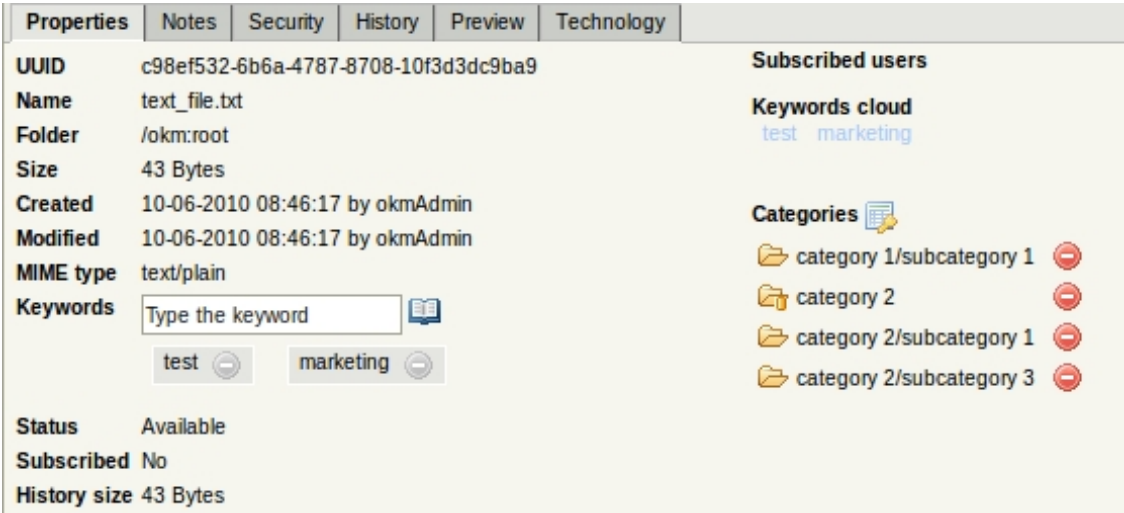 Properties Notes Security History Preview Technology
UUID c98ef532-6b6a-4787-8708-10f3d3dc9ba9
Name text_file.txt
Folder /okm:root
Size 43 Bytes
Created 10-06-2010 08:46:17 by okmAdmin
Modified 10-06-2010 08:46:17 by okmAdmin
MIME type text/plain
Keywords Type the keyword
test marketing
Status Available
Subscribed No
History size 43 Bytes
Subscribed users
Keywords cloud
test marketing
Categories
category 1/subcategory 1
category 2
category 2/subcategory 1
category 2/subcategory 3